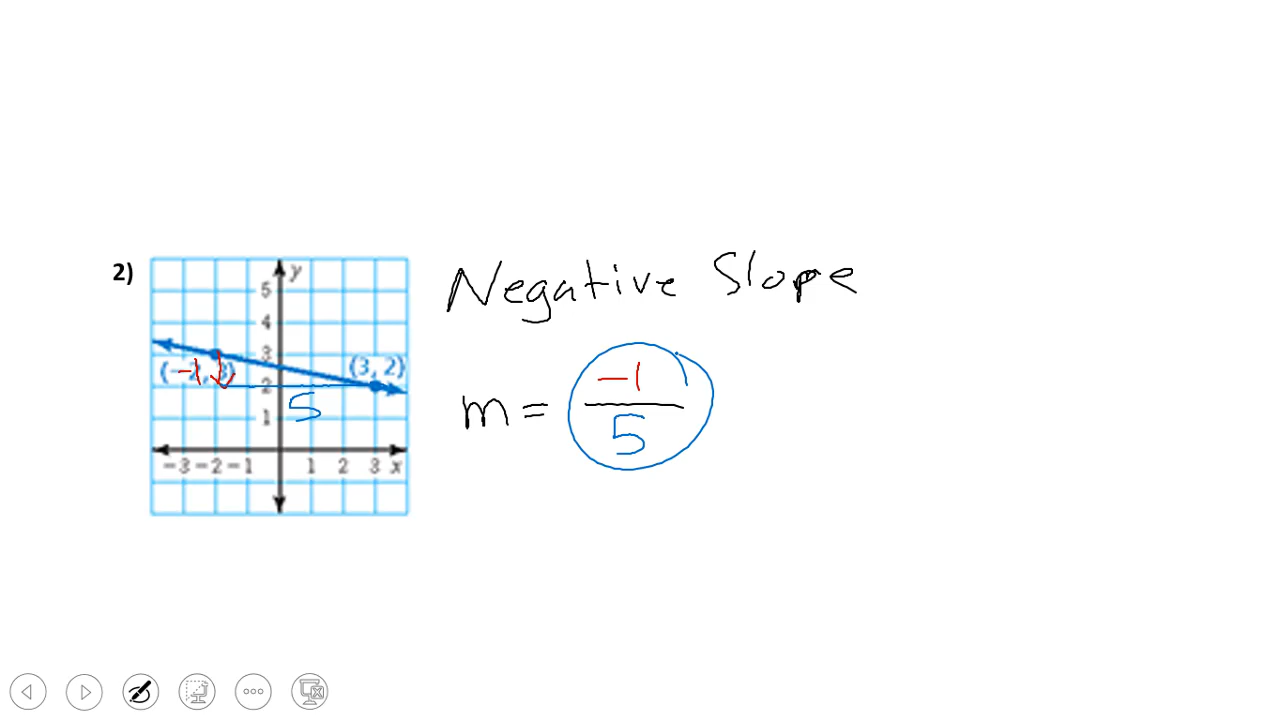 2)
Negative Slope
y
5
4
3
(-2, 3)
-1
(3, 2)
2
5
1
-3 -2 -1 1 2 3 x
m = -1/5